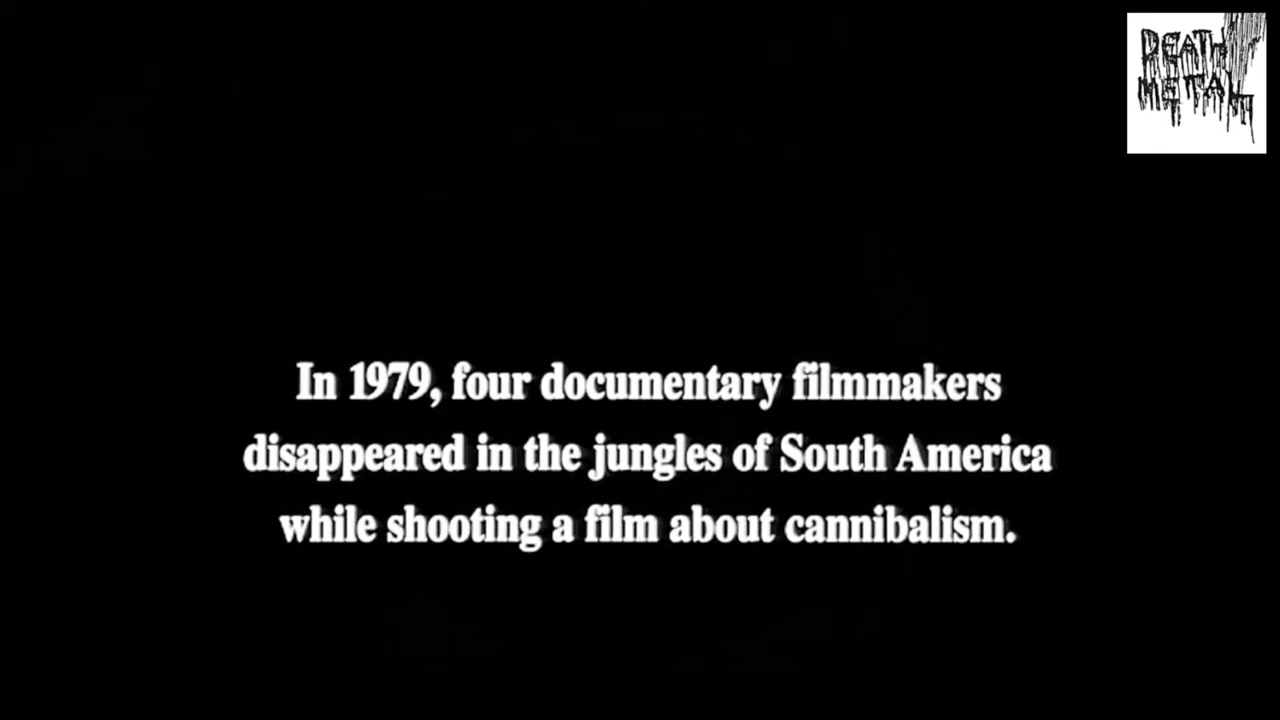 DEATH
METAL
In 1979, four documentary filmmakers
disappeared in the jungles of South America
while shooting a film about cannibalism.